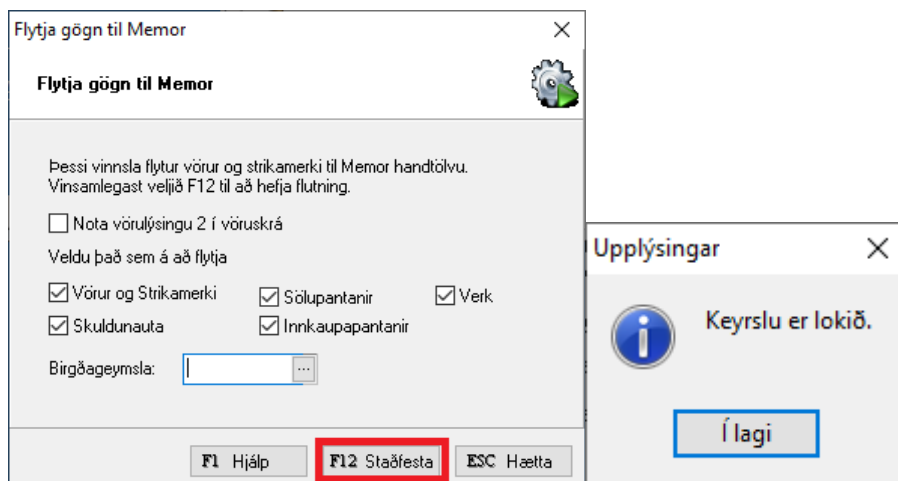 Flytja gögn til Memor
Flytja gögn til Memor
Þessi vinnsla flytur vörur og strikamerki til Memor handtölvu.
Vinsamlegast veljið F12 til að hefja flutning.
Nota vörulýsingu 2 í vöruskrá
Veldu það sem á að flytja
Vörur og Strikamerki
Sölupantanir
Verk
Skuldunauta
Innkaupapantanir
Birgðageymsla:
...
F1 Hjálp
F12 Staðfesta
ESC Hætta
Upplýsingar
Keyrslu er lokið.
Í lagi